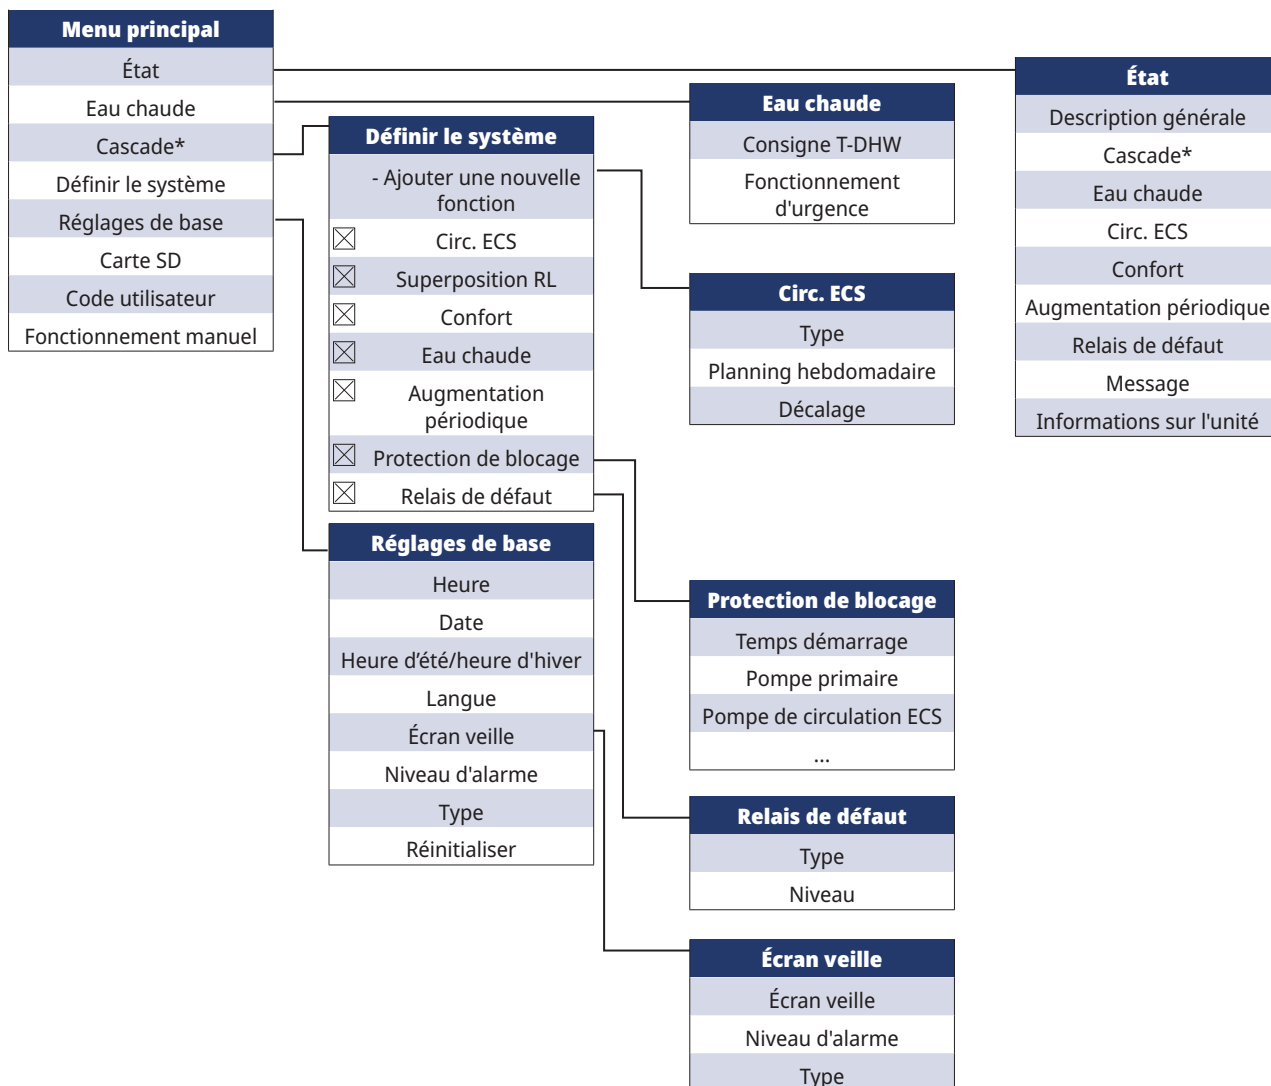 Menu principal
État
Eau chaude
Cascade*
Définir le système
Réglages de base
Carte SD
Code utilisateur
Fonctionnement manuel
Définir le système
- Ajouter une nouvelle
fonction
Circ. ECS
Superposition RL
Confort
Eau chaude
Augmentation
périodique
Protection de blocage
Relais de défaut
Réglages de base
Heure
Date
Heure d’été/heure d'hiver
Langue
Écran veille
Niveau d'alarme
Type
Réinitialiser
Eau chaude
Consigne T-DHW
Fonctionnement
d'urgence
Circ. ECS
Type
Planning hebdomadaire
Décalage
Protection de blocage
Temps démarrage
Pompe primaire
Pompe de circulation ECS
...
Relais de défaut
Type
Niveau
Écran veille
Écran veille
Niveau d'alarme
Type
État
Description générale
Cascade*
Eau chaude
Circ. ECS
Confort
Augmentation périodique
Relais de défaut
Message
Informations sur l'unité